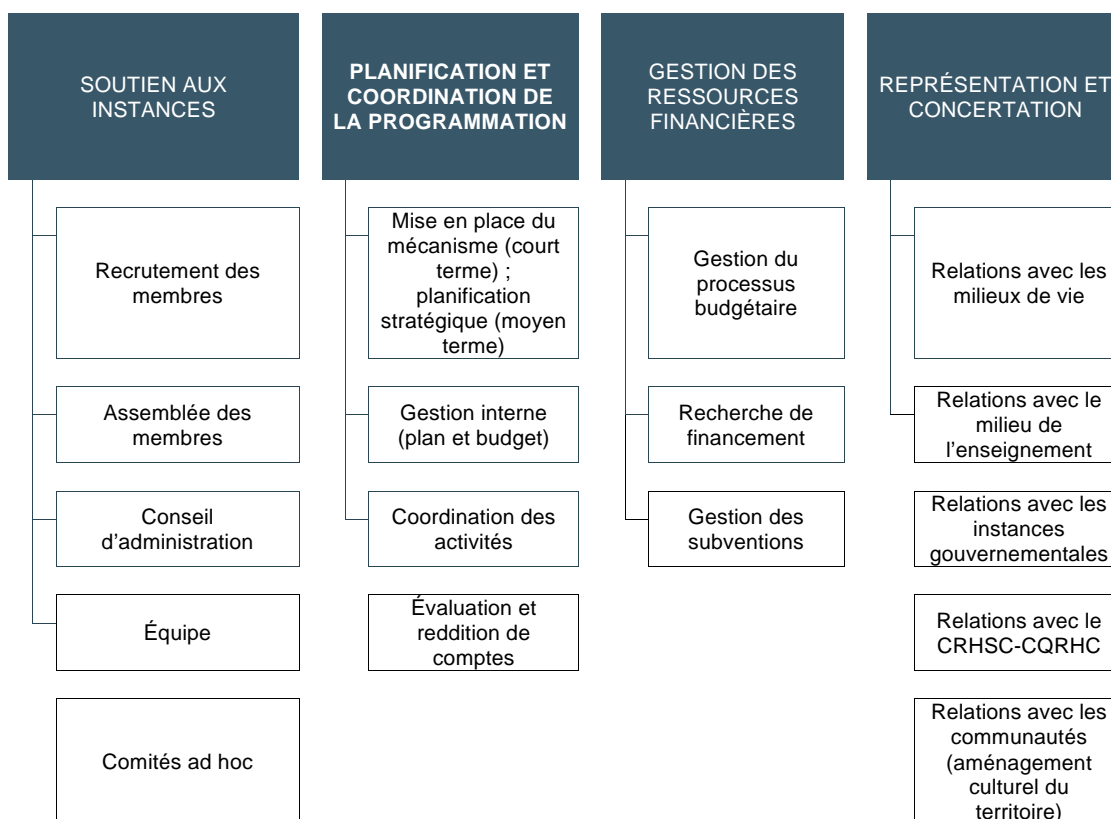 SOUTIEN AUX
INSTANCES
Recrutement des
membres
Assemblée des
membres
Conseil
d'administration
Équipe
Comités ad hoc
PLANIFICATION ET
COORDINATION DE
LA PROGRAMMATION
Mise en place du
mécanisme (court
terme) ;
planification
stratégique (moyen
terme)
Gestion interne
(plan et budget)
Coordination des
activités
Évaluation et
reddition de
comptes
GESTION DES
RESSOURCES
FINANCIÈRES
Gestion du
processus
budgétaire
Recherche de
financement
Gestion des
subventions
REPRÉSENTATION ET
CONCERTATION
Relations avec les
milieux de vie
Relations avec le
milieu de
l’enseignement
Relations avec les
instances
gouvernementales
Relations avec le
CRHSC-CQRHC
Relations avec les
communautés
(aménagement
culturel du
territoire)